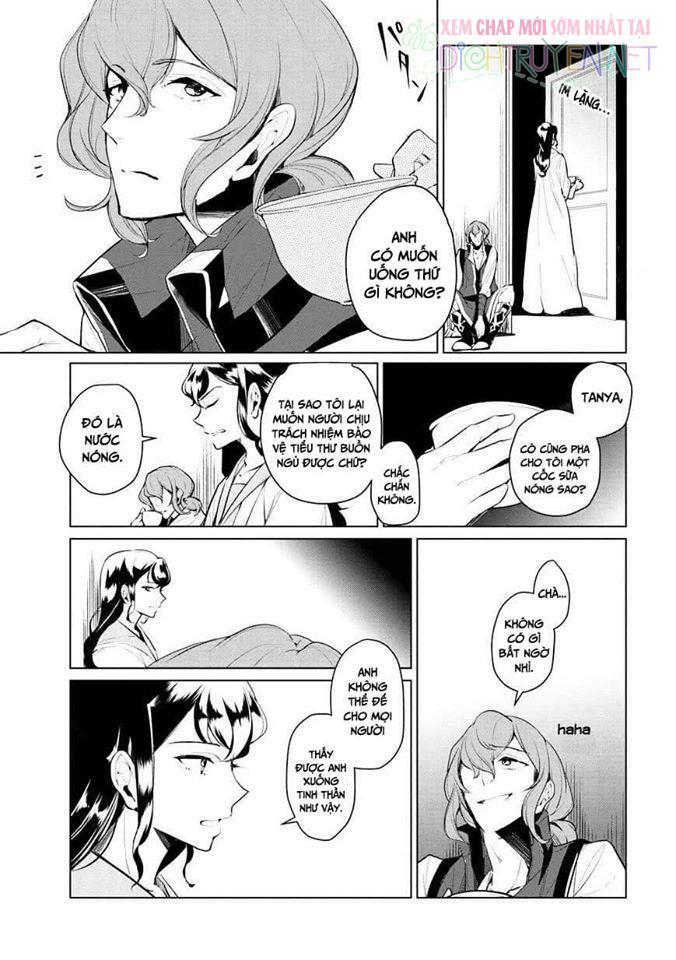 XEM CHAP MỚI SỚM NHẤT TẠI
DICHTRUYEN.NET
IM LẶNG...
ANH
CÓ MUỐN
UỐNG THỨ
GÌ KHÔNG?
TANYA,
CÔ CŨNG PHA
CHO TÔI MỘT
CỐC SỮA
NÓNG SAO?
CHẮC
CHẮN
KHÔNG.
TẠI SAO TÔI LẠI
MUỐN NGƯỜI CHỊU
TRÁCH NHIỆM BẢO
VỆ TIỂU THƯ BUỒN
NGỦ ĐƯỢC CHỨ?
ĐÓ LÀ
NƯỚC
NÓNG.
CHÀ...
KHÔNG
CÓ GÌ
BẤT NGỜ
NHỈ.
haha
ANH
KHÔNG
THỂ ĐỂ
CHO MỌI
NGƯỜI
THẤY
ĐƯỢC ANH
XUỐNG
TINH THẦN
NHƯ VẬY.